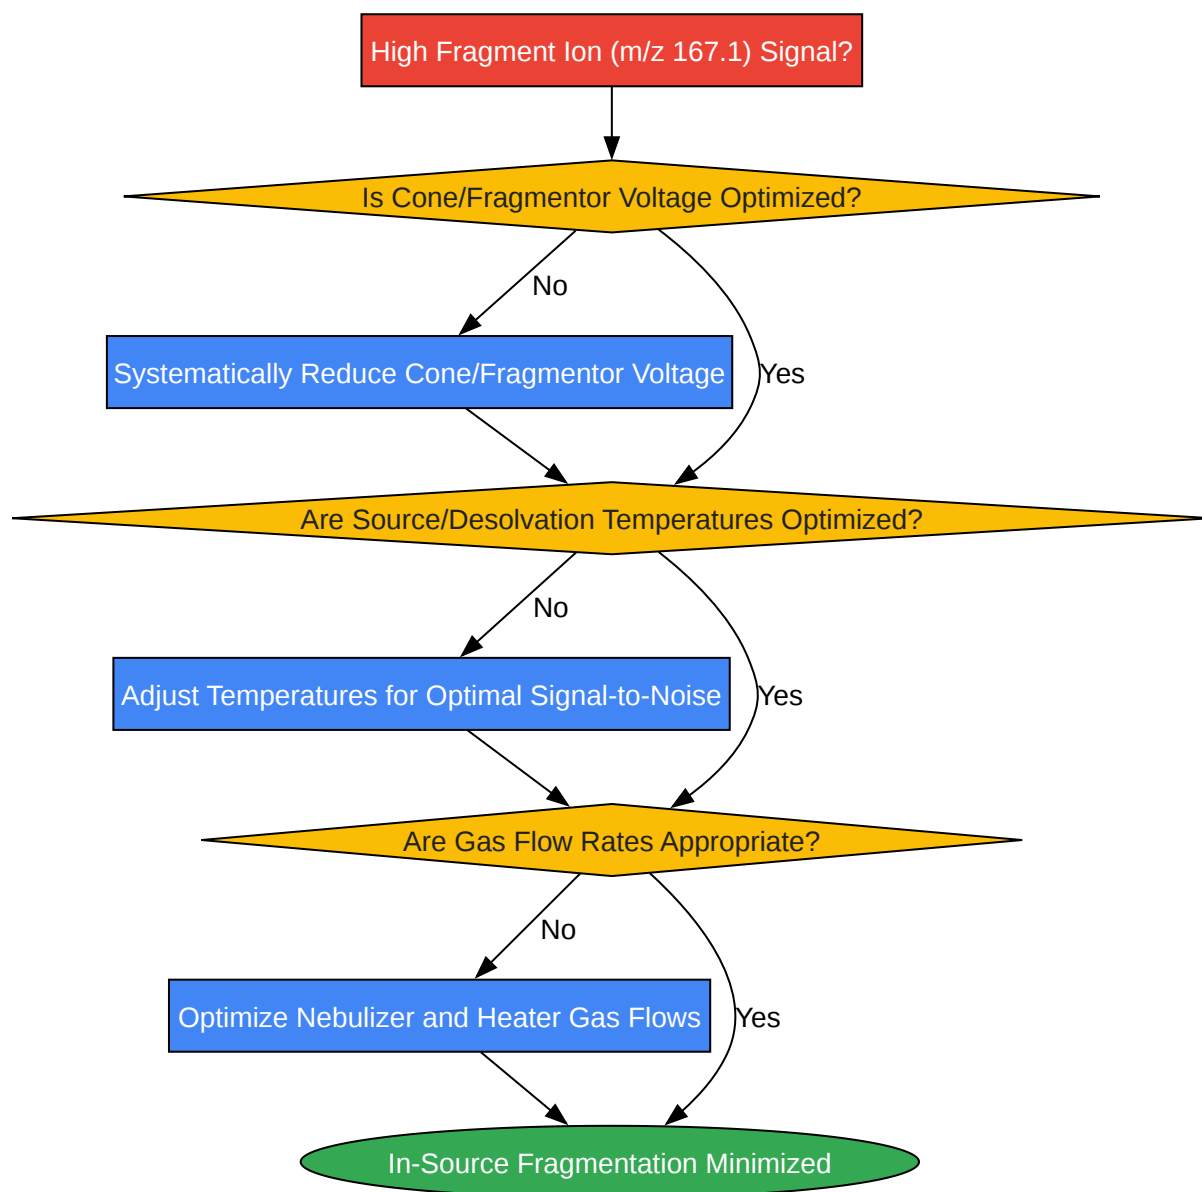 High Fragment Ion (m/z 167.1) Signal?
Is Cone/Fragmentor Voltage Optimized?
No
Systematically Reduce Cone/Fragmentor Voltage
Yes
Are Source/Desolvation Temperatures Optimized?
No
Adjust Temperatures for Optimal Signal-to-Noise
Yes
Are Gas Flow Rates Appropriate?
No
Optimize Nebulizer and Heater Gas Flows
Yes
In-Source Fragmentation Minimized